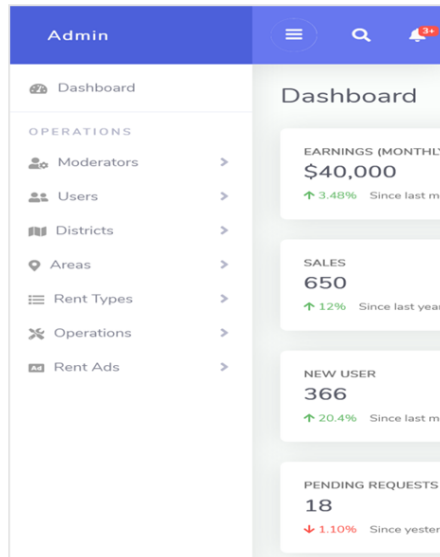 Admin
3+
Dashboard
Dashboard
OPERATIONS
Moderators
Users
Districts
Areas
Rent Types
Operations
Ad Rent Ads
EARNINGS (MONTHLY
$40,000
3.48% Since last m
SALES
650
12% Since last year
NEW USER
366
20.4% Since last m
PENDING REQUESTS
18
1.10% Since yester